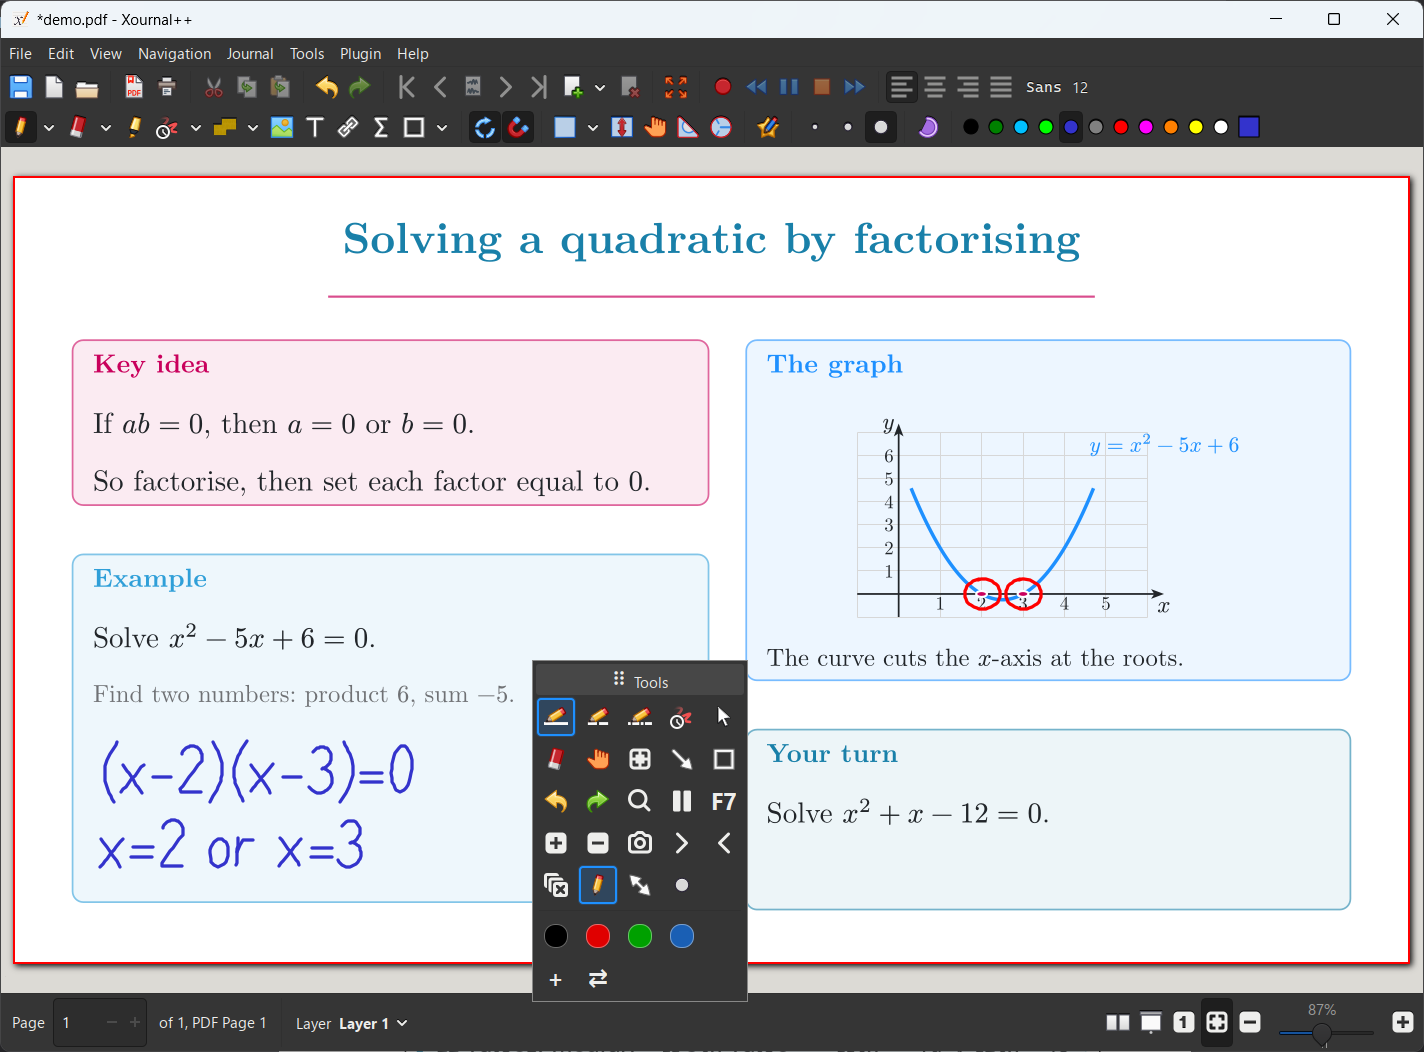 *demo.pdf - Xournal++
File Edit View Navigation Journal Tools Plugin Help
Sans 12
Solving a quadratic by factorising
Key idea
If ab = 0, then a = 0 or b = 0.
So factorise, then set each factor equal to 0.
Example
Solve x² − 5x + 6 = 0.
Find two numbers: product 6, sum −5.
(x-2)(x-3)=0
x=2 or x=3
The graph
y
y = x² − 5x + 6
6
5
4
3
2
1
1 2 3 4 5 x
The curve cuts the x-axis at the roots.
Your turn
Solve x² + x − 12 = 0.
Tools
F7
Page 1 of 1, PDF Page 1 Layer Layer 1
1
87%